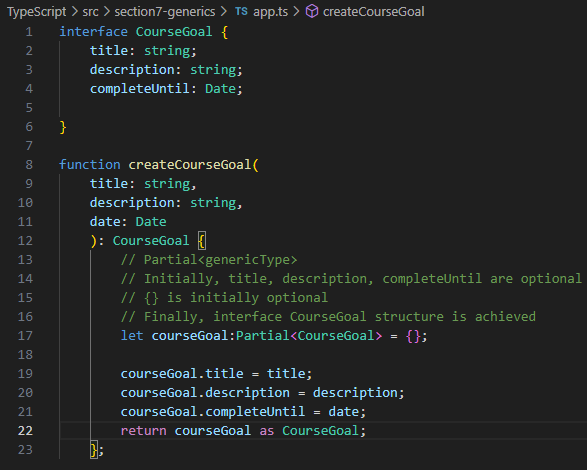 TypeScript > src > section7-generics > TS app.ts > createCourseGoal
1 interface CourseGoal {
2     title: string;
3     description: string;
4     completeUntil: Date;
5
6 }
7
8 function createCourseGoal(
9     title: string,
10     description: string,
11     date: Date
12     ): CourseGoal {
13         // Partial<genericType>
14         // Initially, title, description, completeUntil are optional
15         // {} is initially optional
16         // Finally, interface CourseGoal structure is achieved
17         let courseGoal:Partial<CourseGoal> = {};
18
19         courseGoal.title = title;
20         courseGoal.description = description;
21         courseGoal.completeUntil = date;
22         return courseGoal as CourseGoal;
23     };